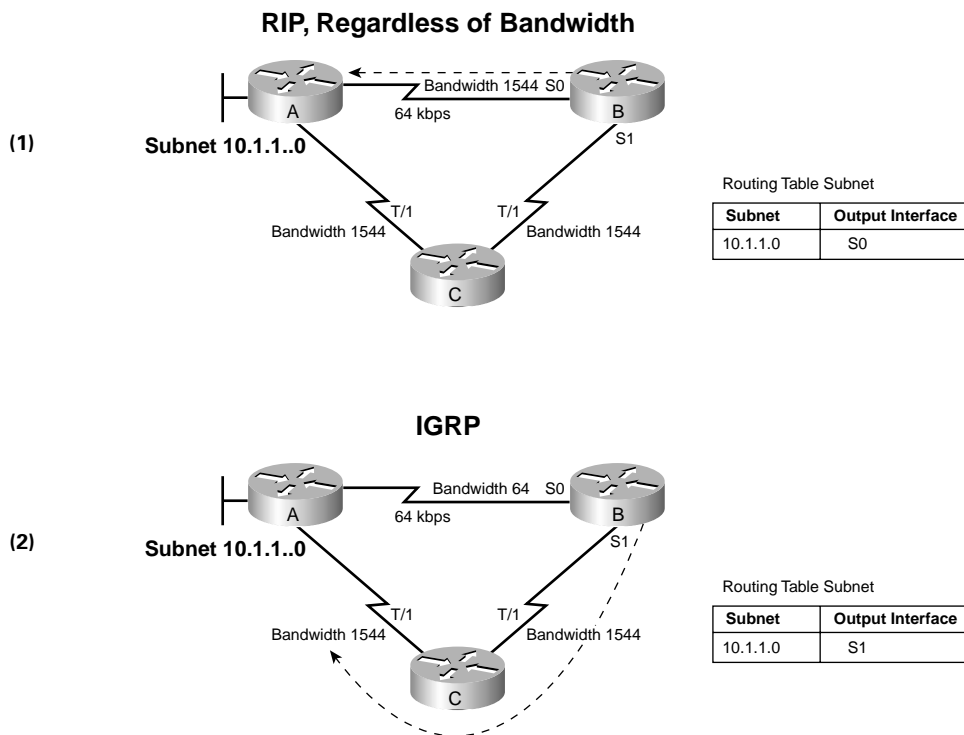 RIP, Regardless of Bandwidth
(1)
A
Bandwidth 1544 S0
64 kbps
B
S1
Subnet 10.1.1..0
T/1
T/1
Bandwidth 1544
Bandwidth 1544
C
Routing Table Subnet
Subnet Output Interface
10.1.1.0 S0
IGRP
(2)
A
Bandwidth 64 S0
64 kbps
B
S1
Subnet 10.1.1..0
T/1
T/1
Bandwidth 1544
Bandwidth 1544
C
Routing Table Subnet
Subnet Output Interface
10.1.1.0 S1